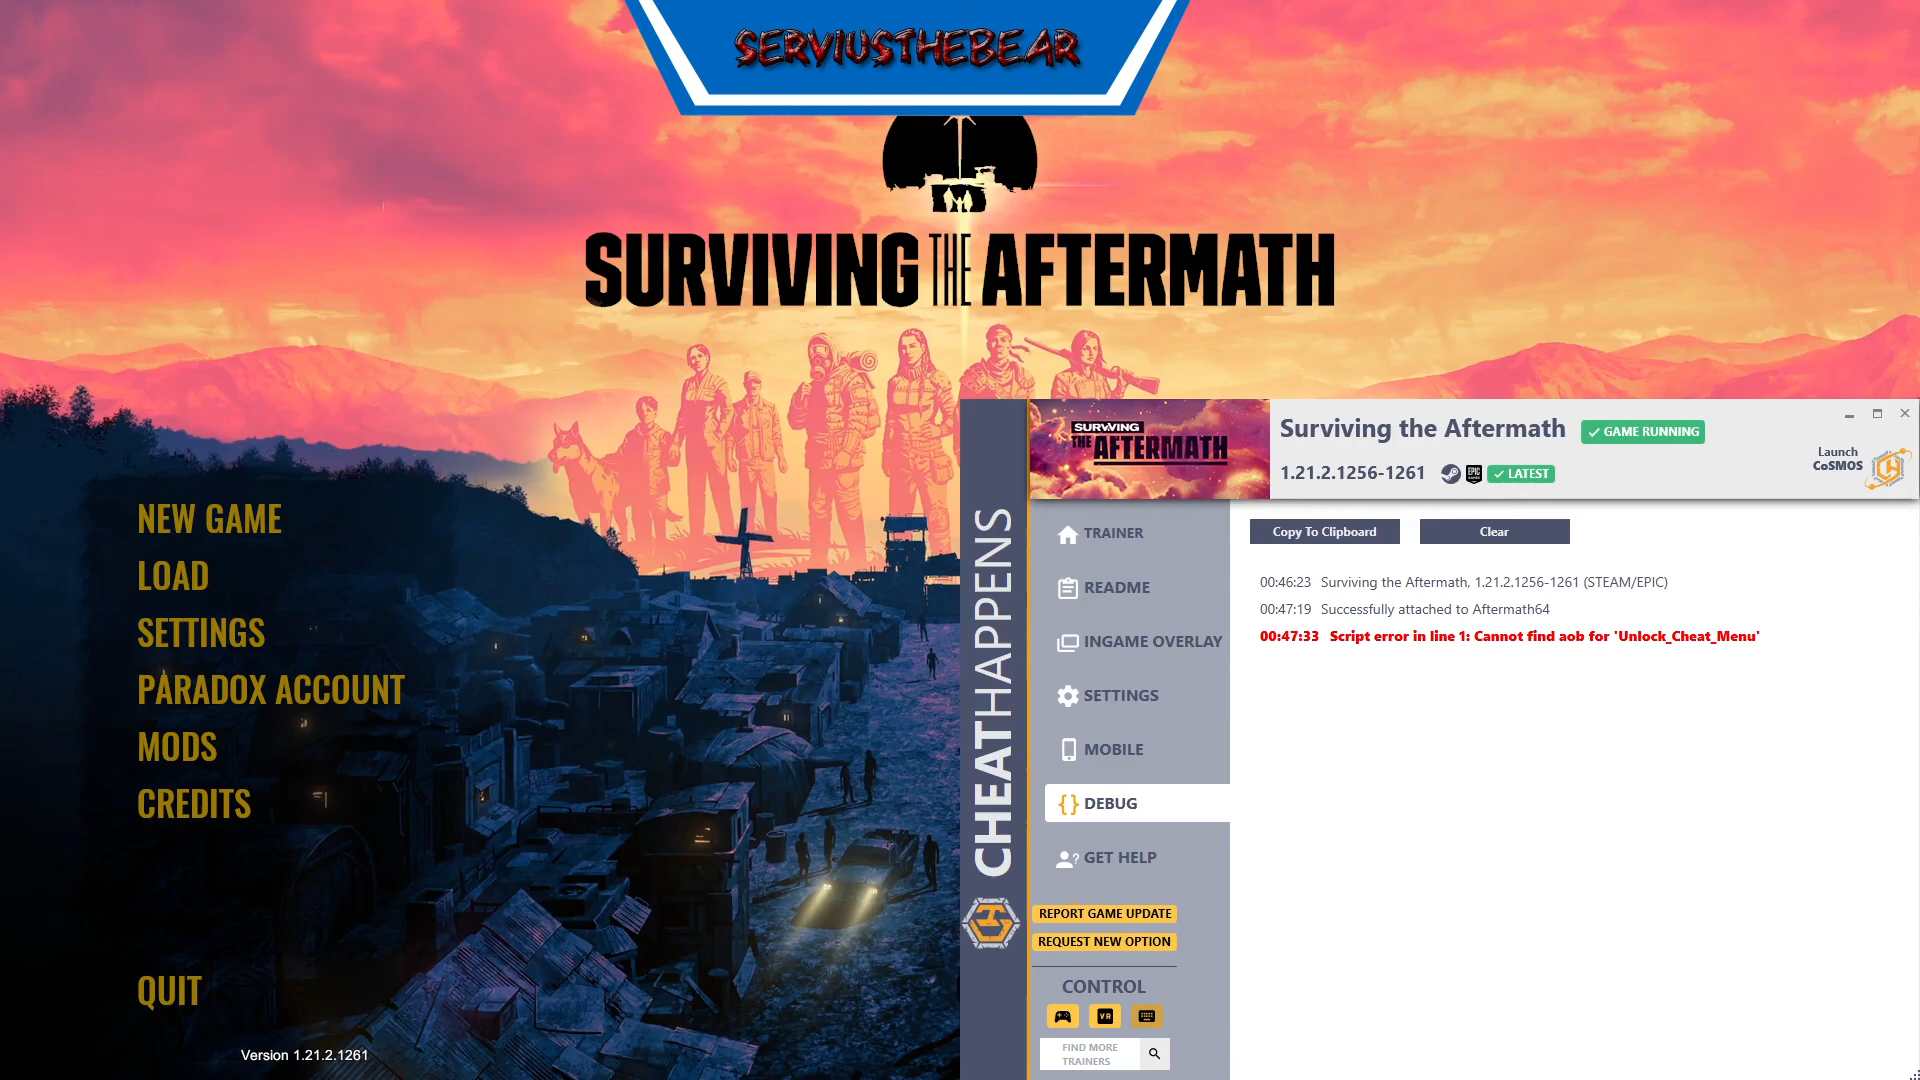 SERVIUSTHEBEAR
SURVIVING THE AFTERMATH
NEW GAME
LOAD
SETTINGS
PARADOX ACCOUNT
MODS
CREDITS
QUIT
Version 1.21.2.1261
CHEATHAPPENS
SURVIVING
THE AFTERMATH
Surviving the Aftermath
GAME RUNNING
1.21.2.1256-1261
EPIC
GAMES
LATEST
Launch
CoSMOS
TRAINER
README
INGAME OVERLAY
SETTINGS
MOBILE
DEBUG
GET HELP
REPORT GAME UPDATE
REQUEST NEW OPTION
CONTROL
VR
FIND MORE
TRAINERS
Copy To Clipboard
Clear
00:46:23 Surviving the Aftermath, 1.21.2.1256-1261 (STEAM/EPIC)
00:47:19 Successfully attached to Aftermath64
00:47:33 Script error in line 1: Cannot find aob for 'Unlock_Cheat_Menu'